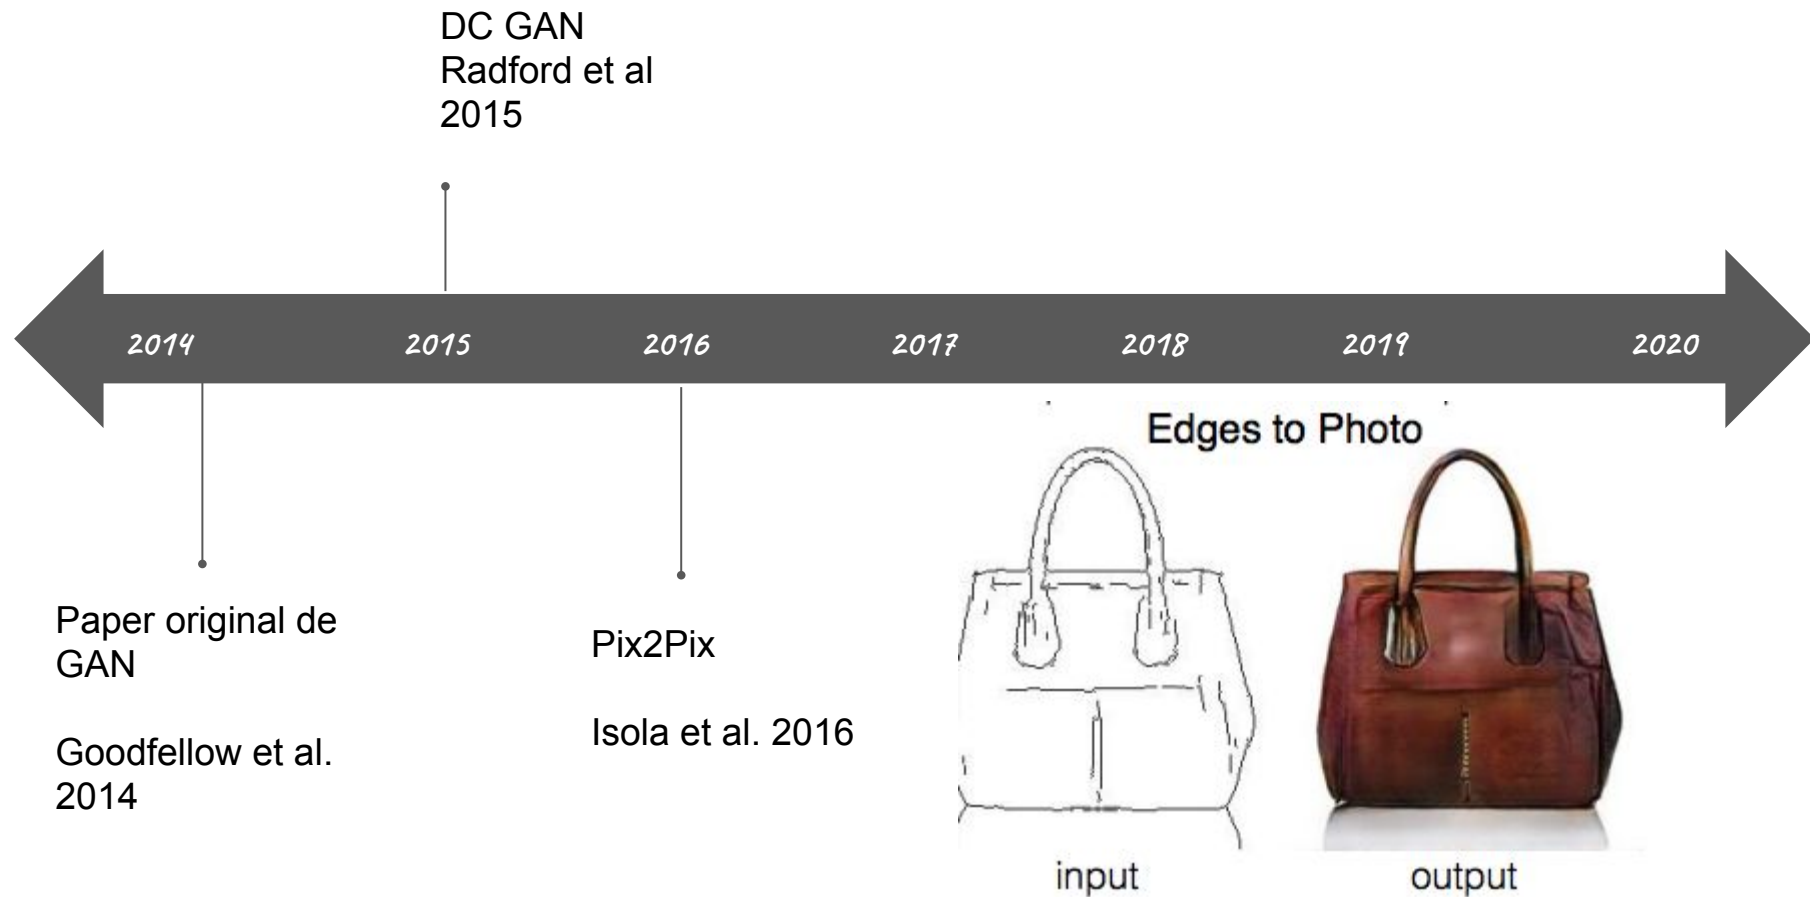 DC GAN
Radford et al
2015
2014 2015 2016 2017 2018 2019 2020
Paper original de
GAN
Goodfellow et al.
2014
Pix2Pix
Isola et al. 2016
Edges to Photo
input output